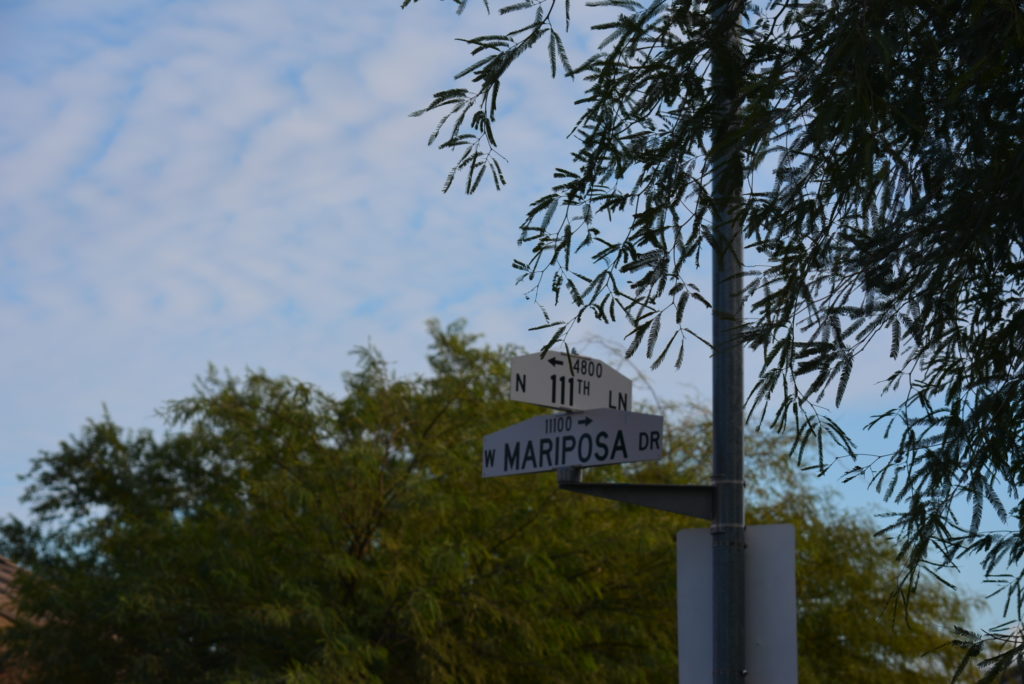 ← 4800
N 111TH LN
11100 →
W MARIPOSA DR